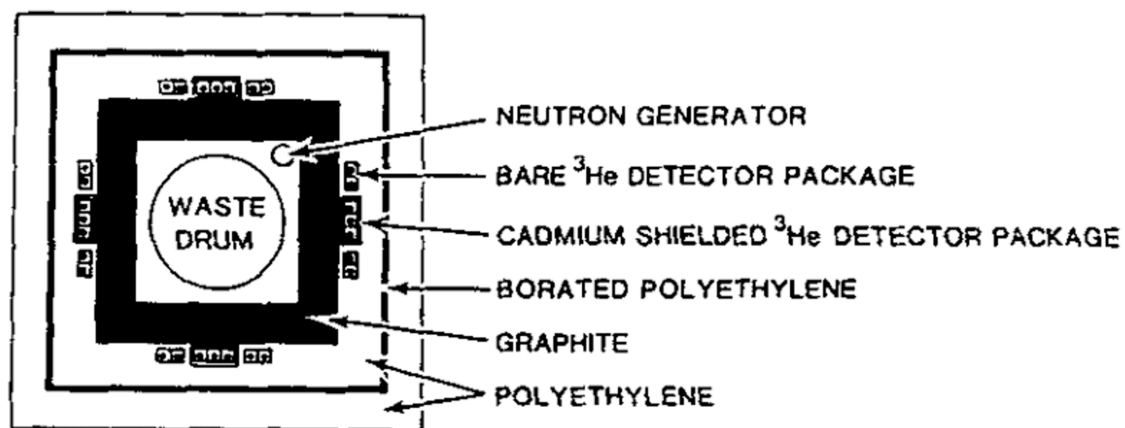 NEUTRON GENERATOR
BARE ³He DETECTOR PACKAGE
WASTE
DRUM
CADMIUM SHIELDED ³He DETECTOR PACKAGE
BORATED POLYETHYLENE
GRAPHITE
POLYETHYLENE